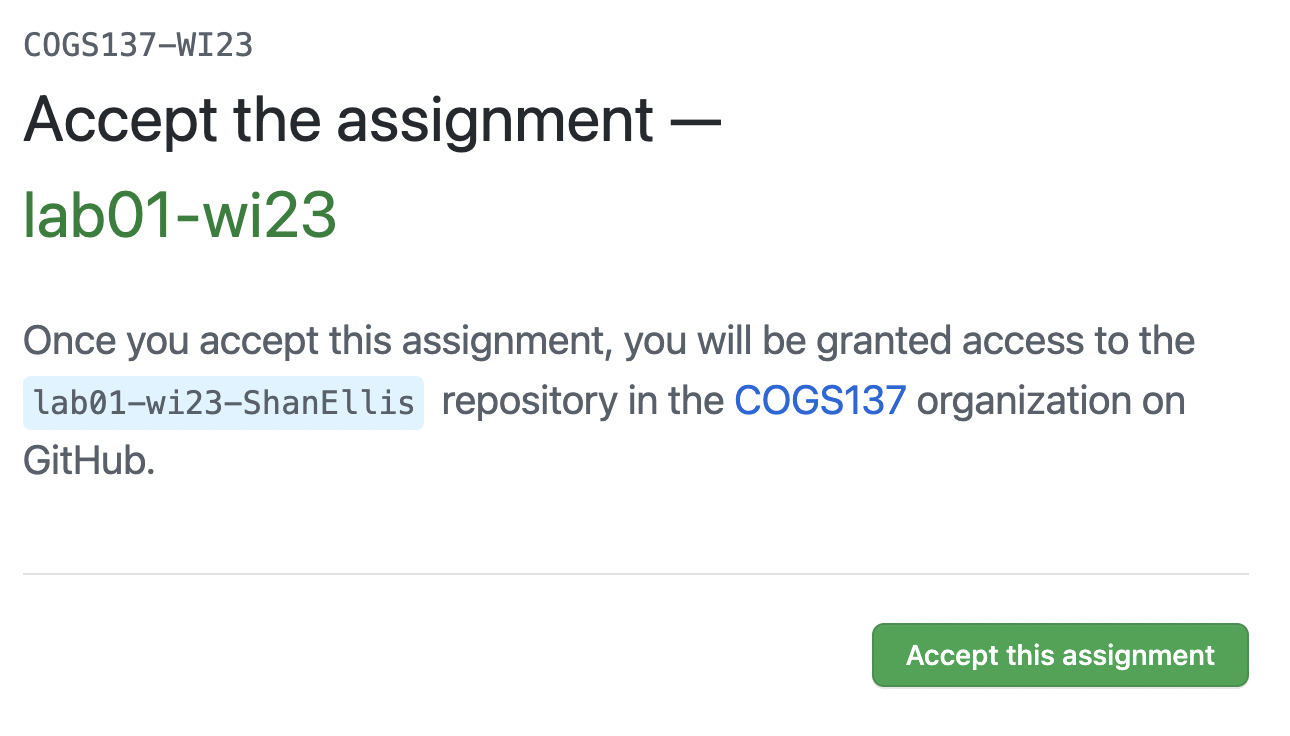 COGS137-WI23
Accept the assignment —
lab01-wi23
Once you accept this assignment, you will be granted access to the
lab01-wi23-ShanEllis repository in the COGS137 organization on
GitHub.
Accept this assignment